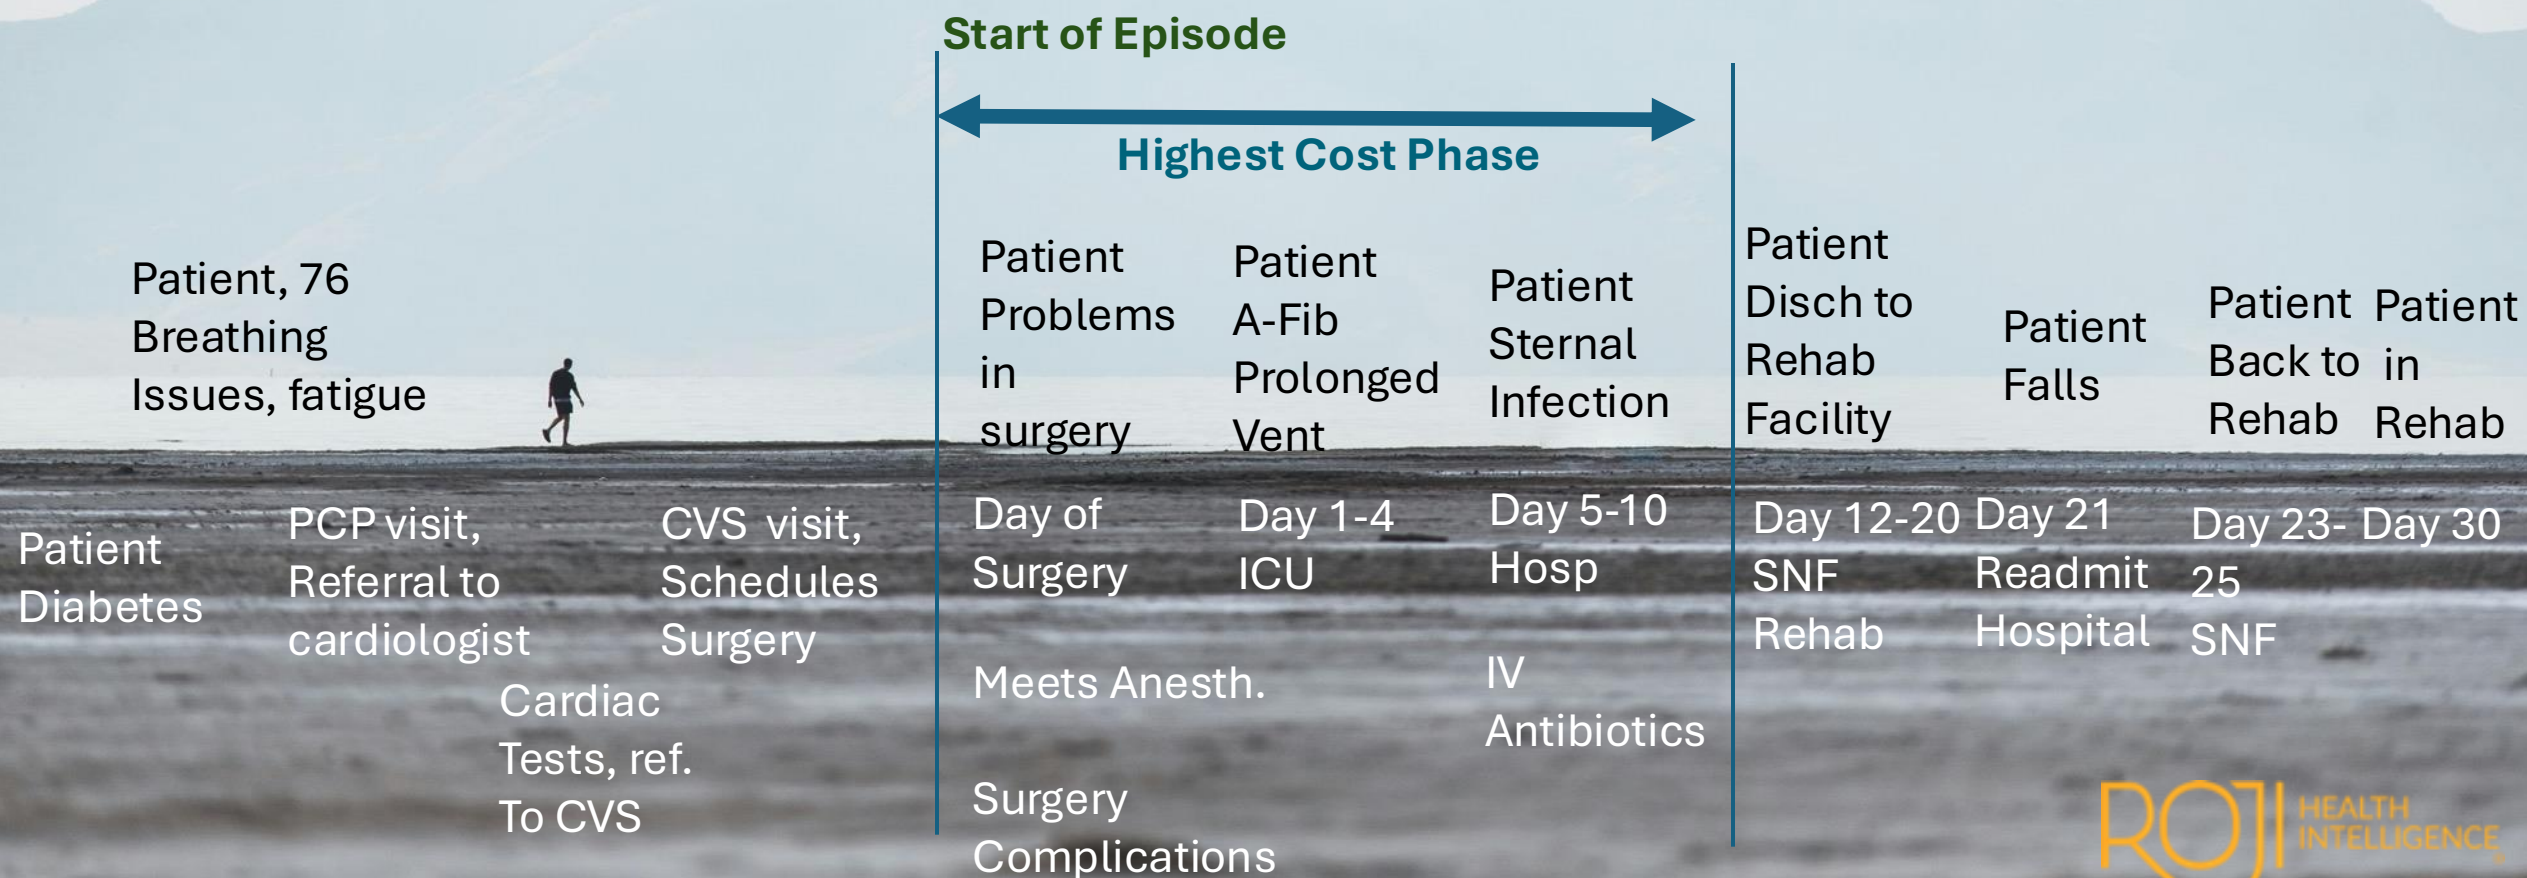 Start of Episode
Highest Cost Phase
Patient, 76
Breathing
Issues, fatigue
Patient
Problems
in
surgery
Patient
A-Fib
Prolonged
Vent
Patient
Sternal
Infection
Patient
Disch to
Rehab
Facility
Patient
Falls
Patient
Back to
Rehab
Patient
in
Rehab
Patient
Diabetes
PCP visit,
Referral to
cardiologist
Cardiac
Tests, ref.
To CVS
CVS visit,
Schedules
Surgery
Day of
Surgery
Meets Anesth.
Surgery
Complications
Day 1-4
ICU
Day 5-10
Hosp
IV
Antibiotics
Day 12-20
SNF
Rehab
Day 21
Readmit
Hospital
Day 23-
25
SNF
Day 30
ROJI
HEALTH
INTELLIGENCE